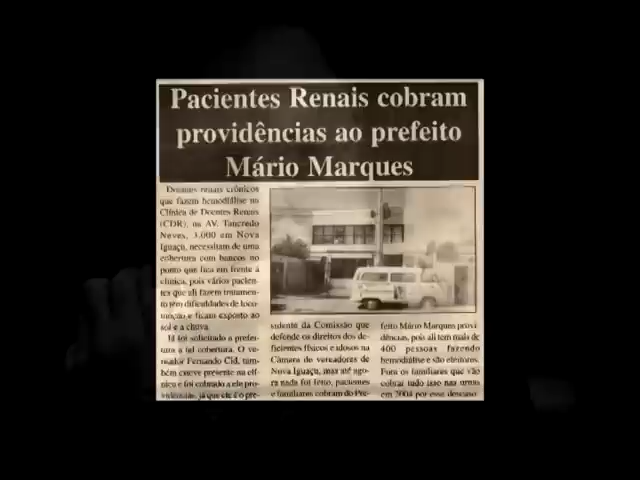 Pacientes Renais cobram
providências ao prefeito
Mário Marques
Doentes renais crônicos
que fazem hemodiálise na
Clínica de Doentes Renais
(CDR), na AV. Tancredo
Neves, 3.000 em Nova
Iguaçu, necessitam de uma
cobertura com bancos no
ponto que fica em frente à
clínica, pois vários pacien-
tes que ali fazem tratamen-
to têm dificuldades de loco-
moção e ficam exposto ao
sol e a chuva.
Já foi solicitado a prefei-
tura a tal cobertura. O ve-
reador Fernando Cid, tam-
bém esteve presente na clí-
nica e foi cobrado a ele pro-
vidências, já que ele é o pre-
sidente da Comissão que
defende os direitos dos de-
ficientes físicos e idosos na
Câmara de vereadores de
Nova Iguaçu, mas até ago-
ra nada foi feito, pacientes
e familiares cobram do Pre-
feito Mário Marques provi-
dências, pois ali tem mais de
400 pessoas fazendo
hemodiálise e são eleitores.
Fora os familiares que vão
cobrar tudo isso nas urnas
em 2004 por esse descaso.